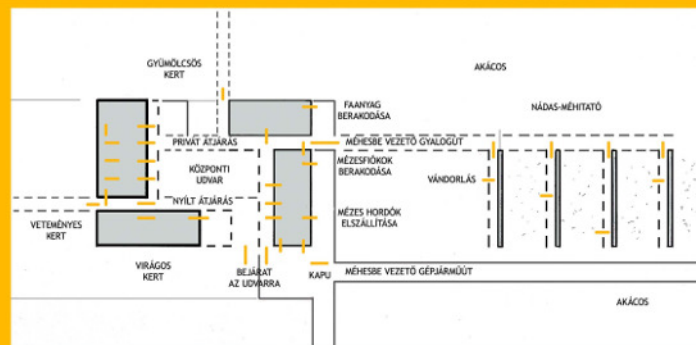 GYÜMÖLCSÖS
KERT
AKÁCOS
FAANYAG
BERAKODÁSA
NÁDAS-MÉHITATÓ
PRIVÁT ÁTJÁRÁS
MÉHESBE VEZETŐ GYALOGÚT
KÖZPONTI
UDVAR
MÉZESFIÓKOK
BERAKODÁSA
VÁNDORLÁS
NYÍLT ÁTJÁRÁS
MÉZES HORDÓK
ELSZÁLLÍTÁSA
VETEMÉNYES
KERT
VIRÁGOS
KERT
BEJÁRAT
AZ UDVARRA
KAPU
MÉHESBE VEZETŐ GÉPJÁRMŰÚT
AKÁCOS